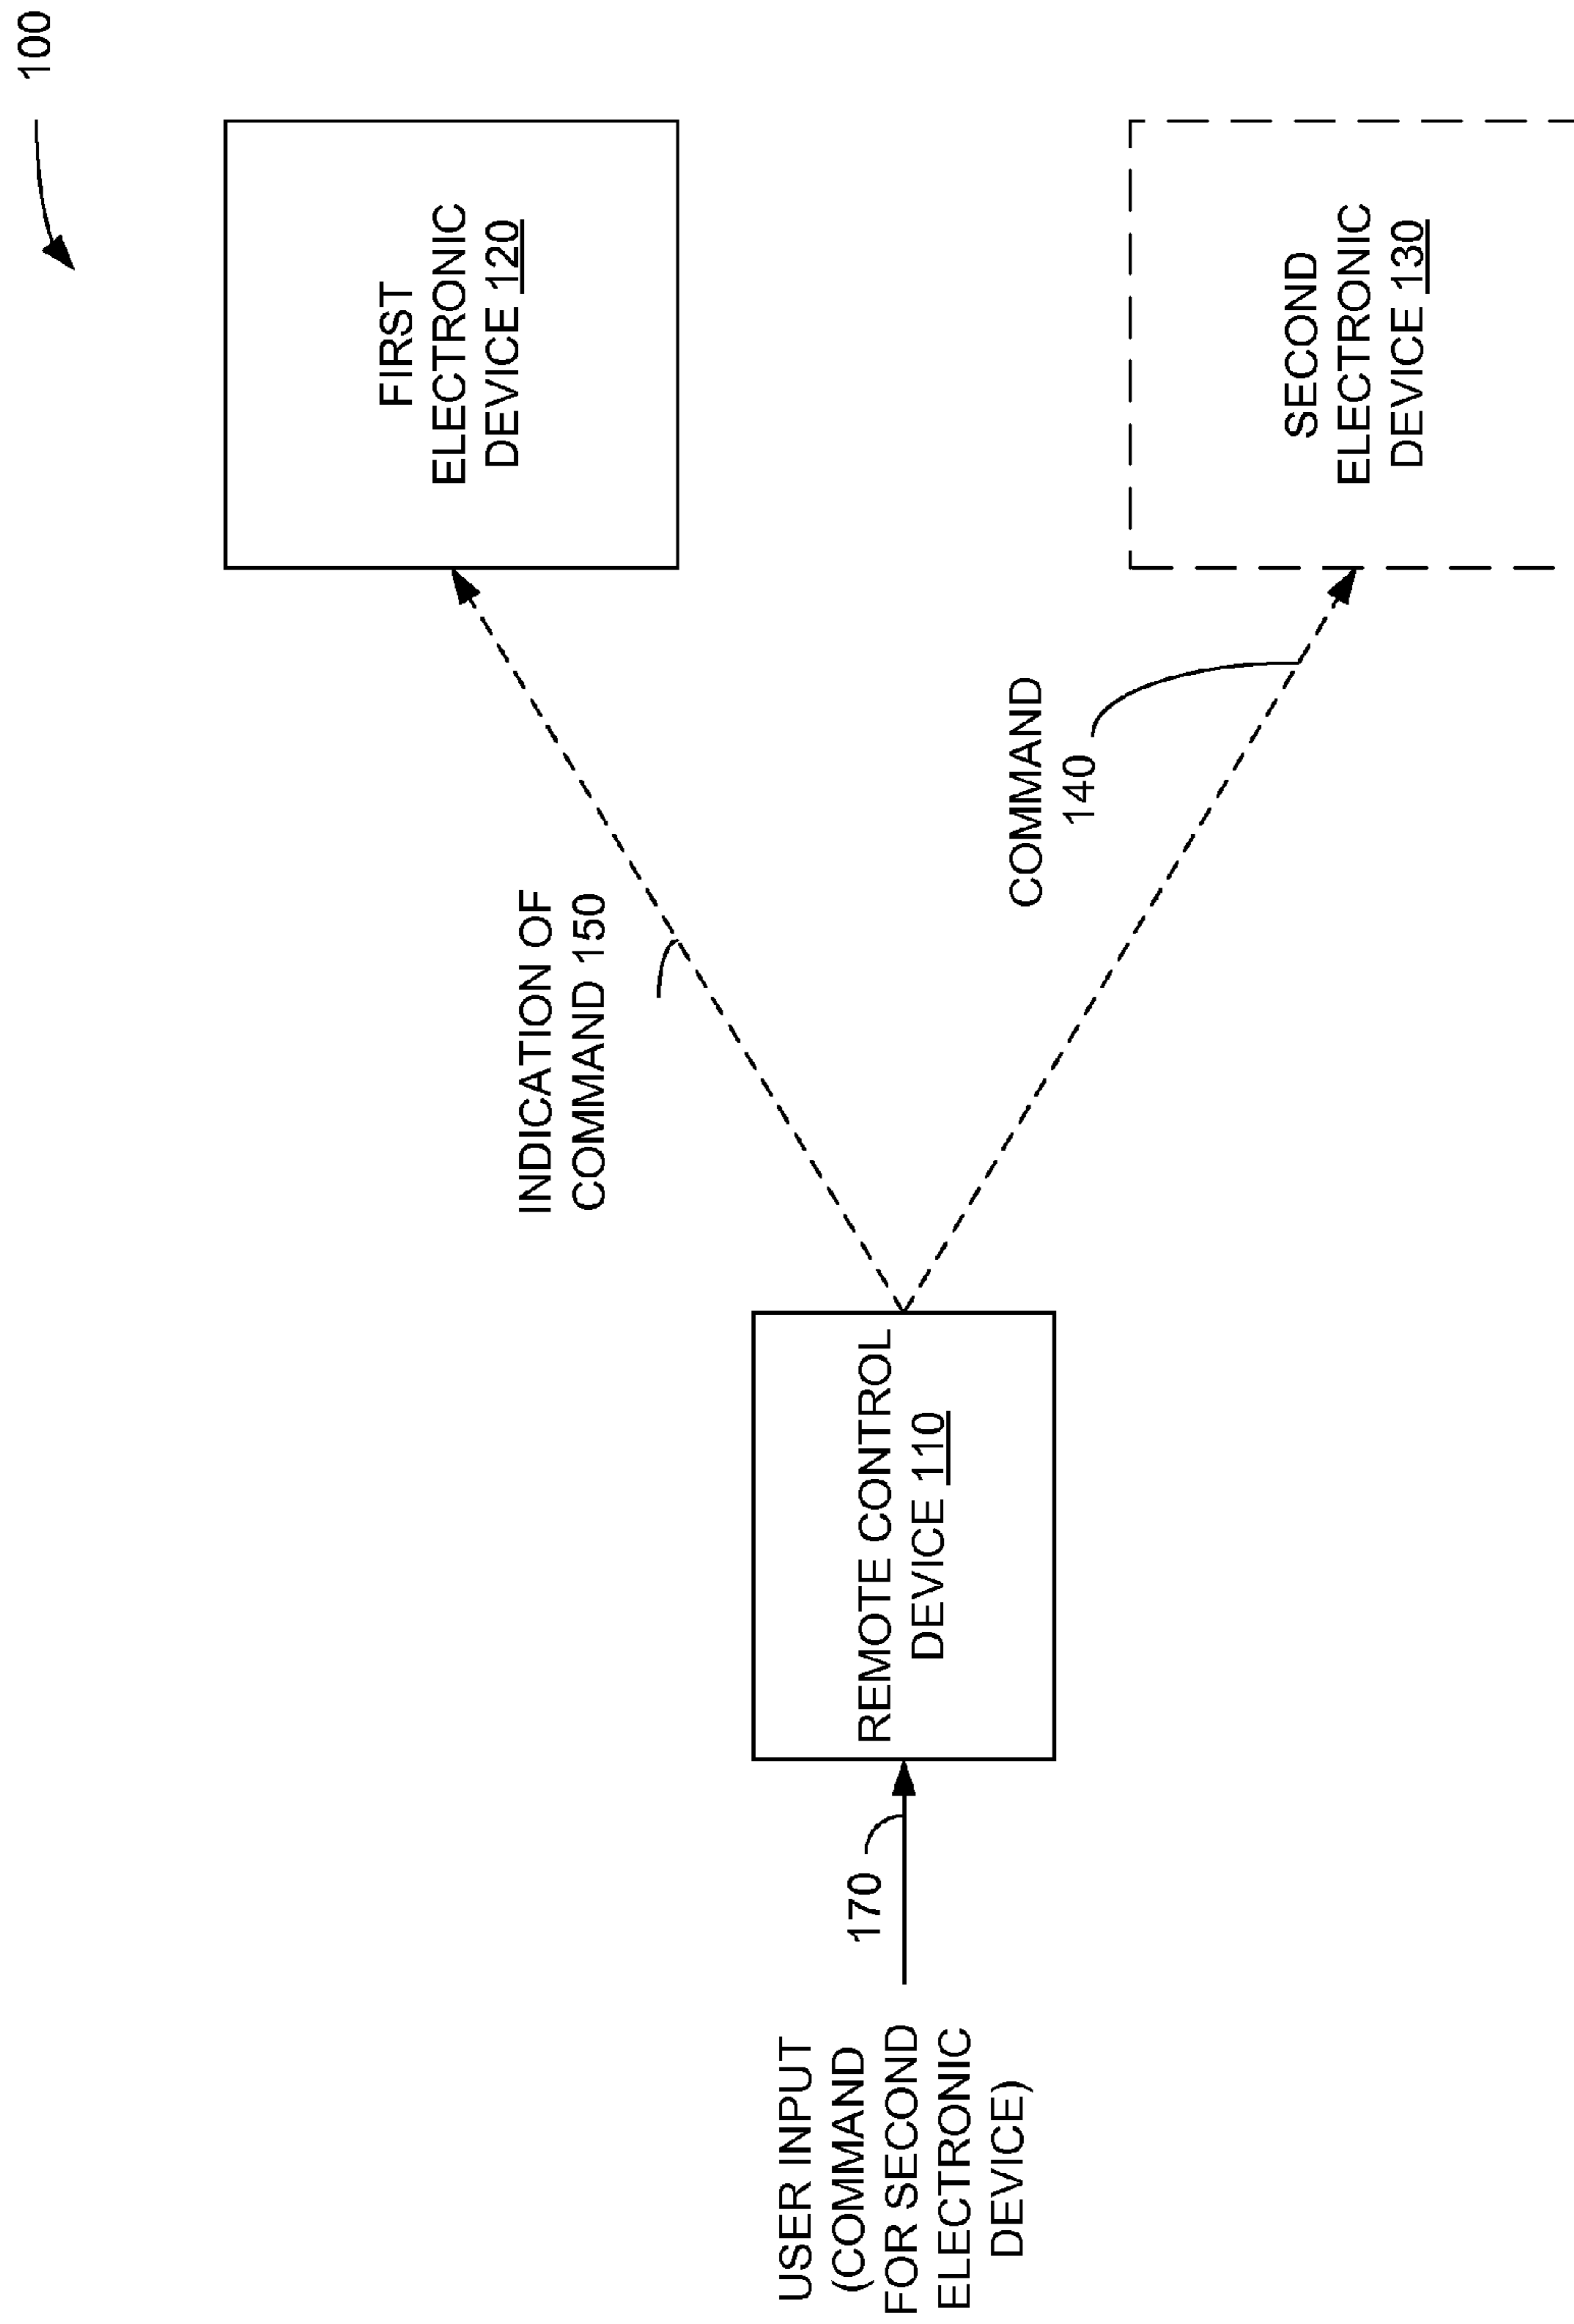 100
FIRST
ELECTRONIC
DEVICE 120
INDICATION OF
COMMAND 150
USER INPUT
(COMMAND
FOR SECOND
ELECTRONIC
DEVICE)
170
REMOTE CONTROL
DEVICE 110
COMMAND
140
SECOND
ELECTRONIC
DEVICE 130